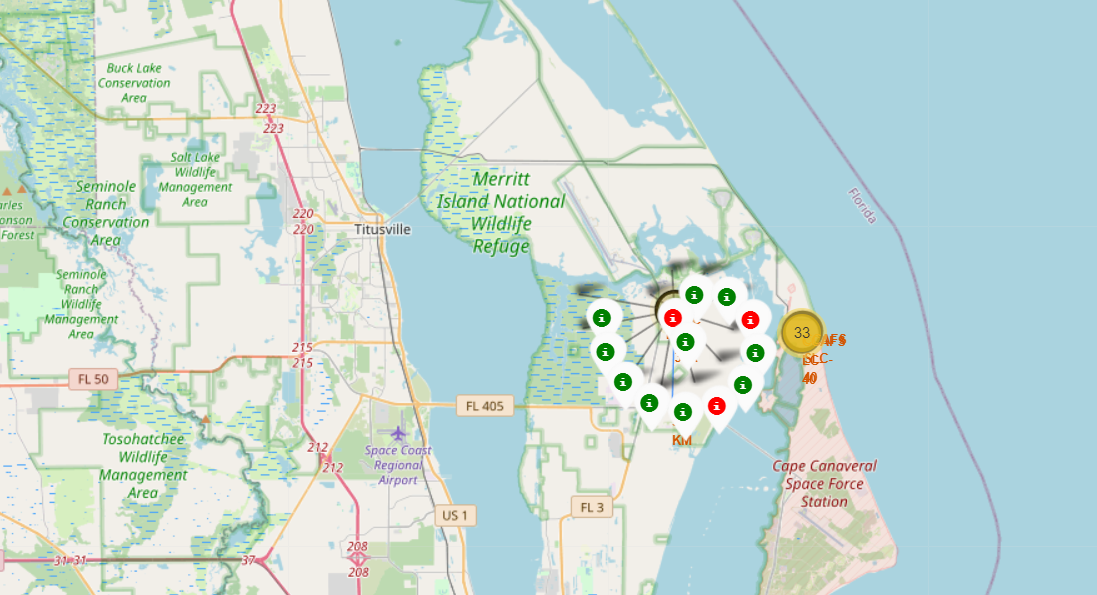 Buck Lake
Conservation
Area
223
223
Salt Lake
Wildlife
Management
Area
Seminole
Ranch
Conservation
Area
Forest
220
220
Titusville
Merritt
Island National
Wildlife
Refuge
Florida
Seminole
Ranch
Wildlife
Management
Area
215
215
33
40
FL 50
FL 405
KM
Tosohatchee
Wildlife
Management
Area
212
212
Space Coast
Regional
Airport
Cape Canaveral
Space Force
Station
FL 3
US 1
208
208
31 31
37